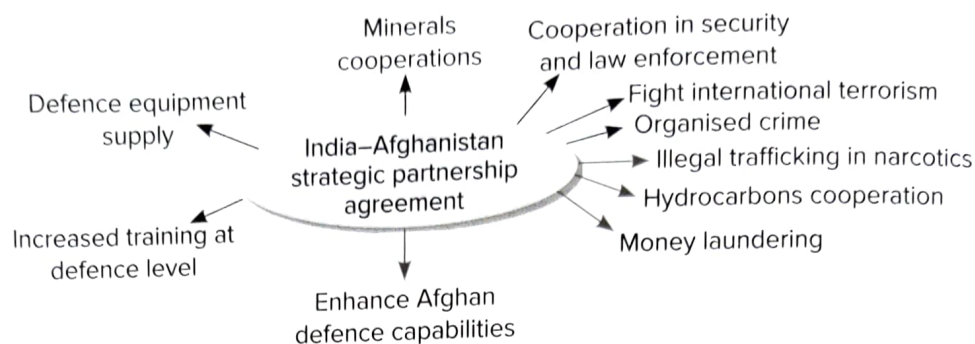 Minerals
cooperations
Cooperation in security
and law enforcement
Defence equipment
supply
Fight international terrorism
Organised crime
India–Afghanistan
strategic partnership
agreement
Illegal trafficking in narcotics
Hydrocarbons cooperation
Increased training at
defence level
Money laundering
Enhance Afghan
defence capabilities